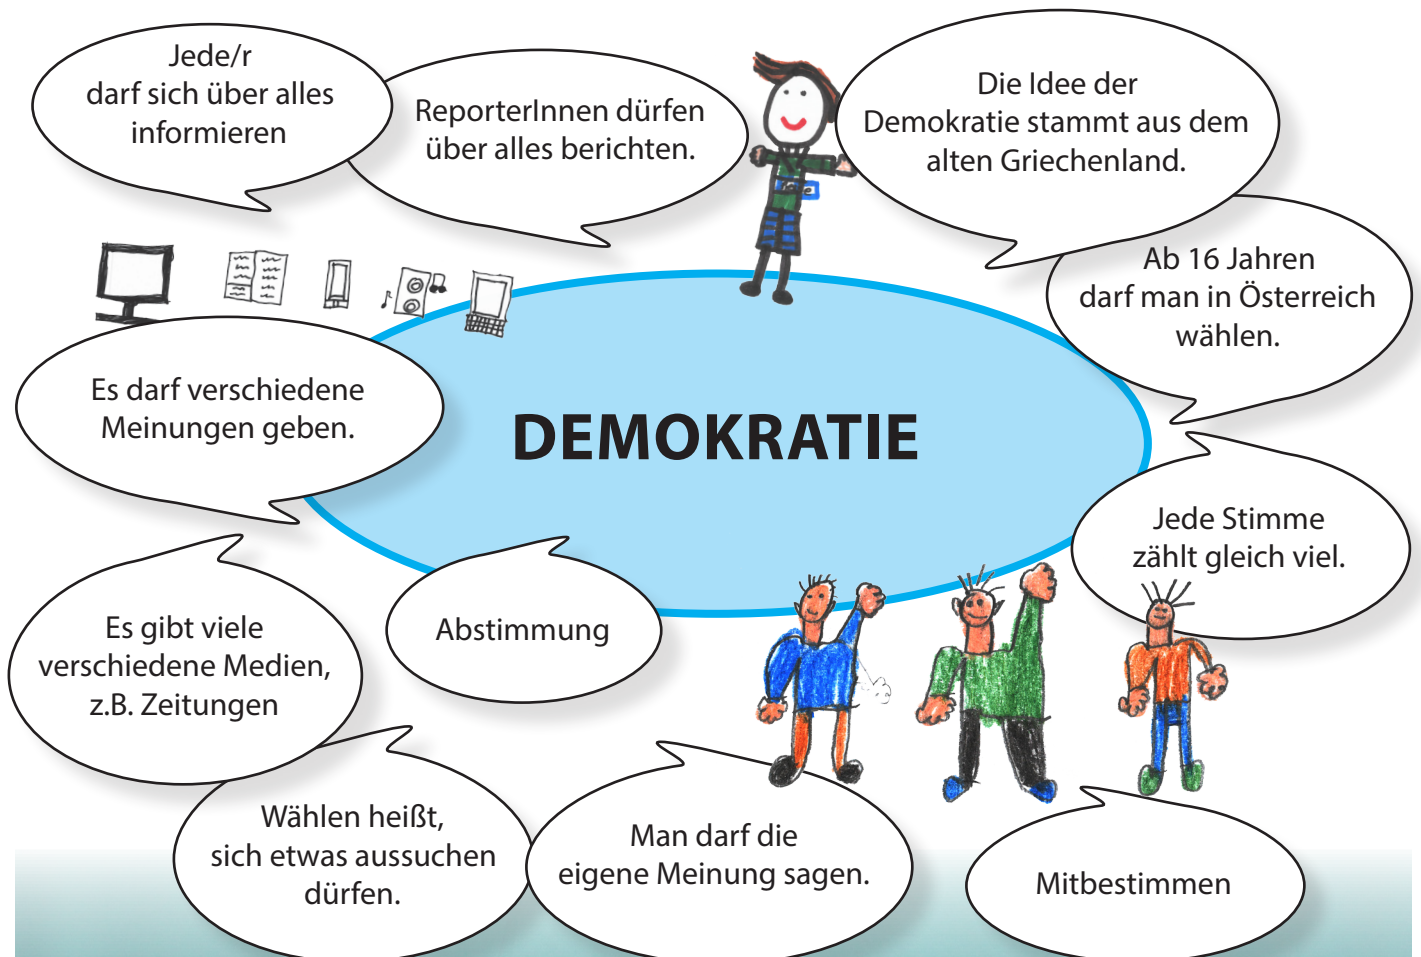 Jede/r
darf sich über alles
informieren
ReporterInnen dürfen
über alles berichten.
Die Idee der
Demokratie stammt aus dem
alten Griechenland.
Ab 16 Jahren
darf man in Österreich
wählen.
Es darf verschiedene
Meinungen geben.
DEMOKRATIE
Jede Stimme
zählt gleich viel.
Es gibt viele
verschiedene Medien,
z.B. Zeitungen
Abstimmung
Wählen heißt,
sich etwas aussuchen
dürfen.
Man darf die
eigene Meinung sagen.
Mitbestimmen